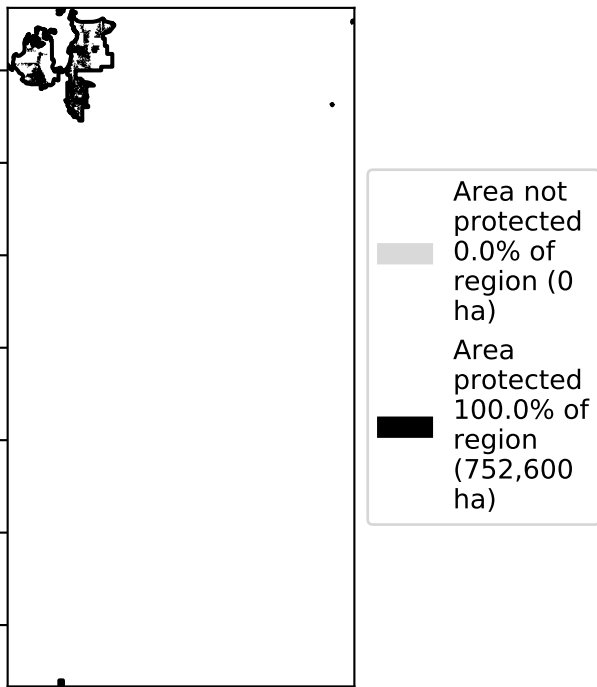 Area not
protected
0.0% of
region (0
ha)
Area
protected
100.0% of
region
(752,600
ha)